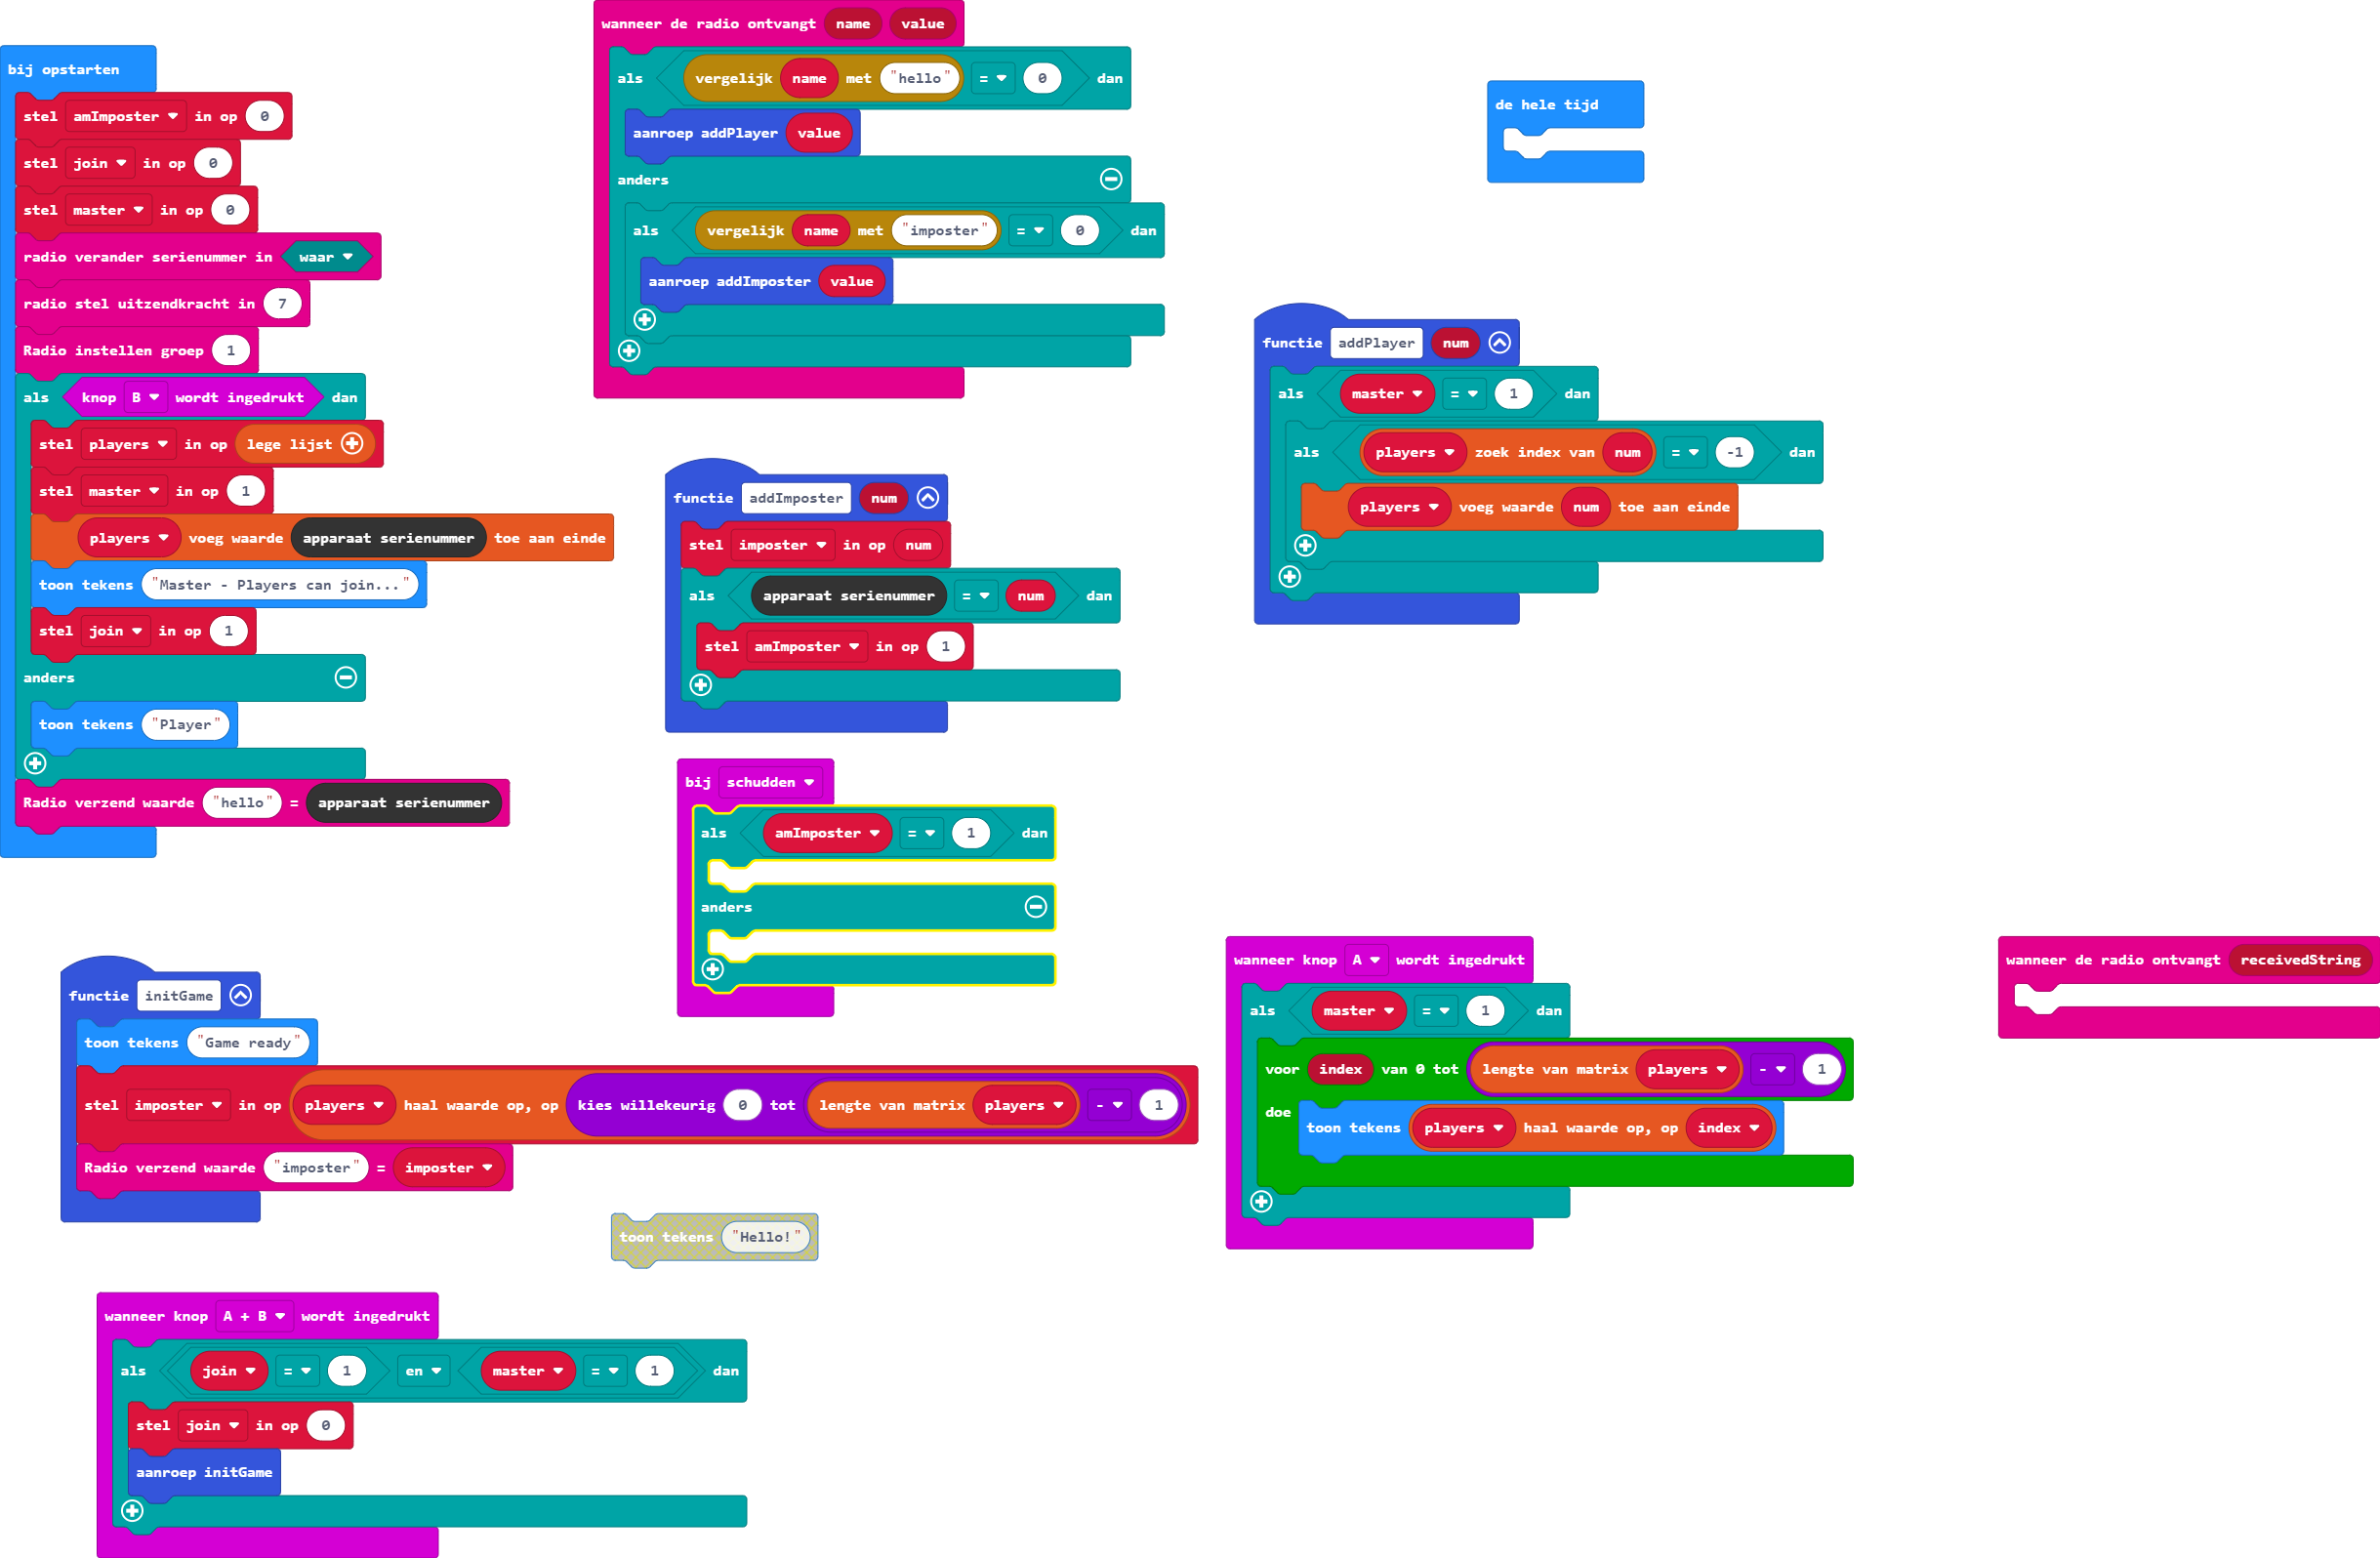 bij opstarten
stel amImposter in op 0
stel join in op 0
stel master in op 0
radio verander serienummer in waar
radio stel uitzendkracht in 7
Radio instellen groep 1
als knop B wordt ingedrukt dan
stel players in op lege lijst
stel master in op 1
players voeg waarde apparaat serienummer toe aan einde
toon tekens "Master - Players can join..."
stel join in op 1
anders
toon tekens "Player"
Radio verzend waarde "hello" = apparaat serienummer
wanneer de radio ontvangt name value
als vergelijk name met "hello" = 0 dan
aanroep addPlayer value
anders
als vergelijk name met "imposter" = 0 dan
aanroep addImposter value
de hele tijd
functie addPlayer num
als master = 1 dan
als players zoek index van num = -1 dan
players voeg waarde num toe aan einde
functie addImposter num
stel imposter in op num
als apparaat serienummer = num dan
stel amImposter in op 1
bij schudden
als amImposter = 1 dan
anders
functie initGame
toon tekens "Game ready"
stel imposter in op players haal waarde op, op kies willekeurig 0 tot lengte van matrix players - 1
Radio verzend waarde "imposter" = imposter
toon tekens "Hello!"
wanneer knop A wordt ingedrukt
als master = 1 dan
voor index van 0 tot lengte van matrix players - 1
doe toon tekens players haal waarde op, op index
wanneer de radio ontvangt receivedString
wanneer knop A + B wordt ingedrukt
als join = 1 en master = 1 dan
stel join in op 0
aanroep initGame